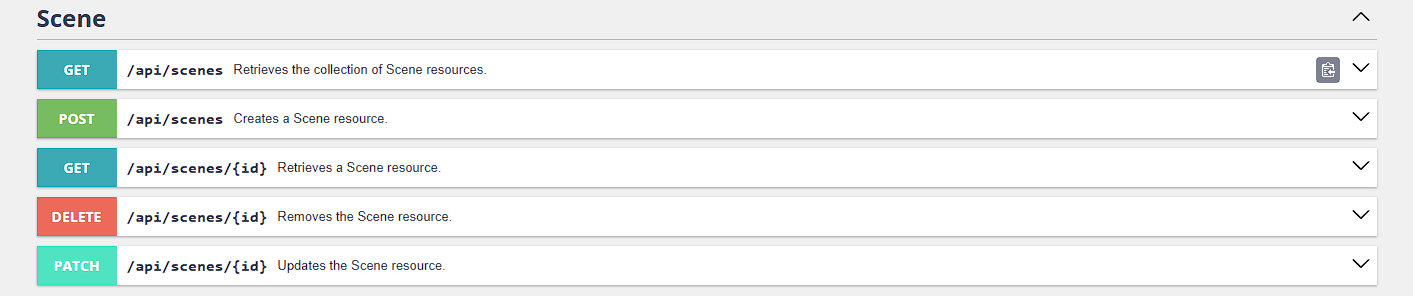 Scene
GET /api/scenes Retrieves the collection of Scene resources.
POST /api/scenes Creates a Scene resource.
GET /api/scenes/{id} Retrieves a Scene resource.
DELETE /api/scenes/{id} Removes the Scene resource.
PATCH /api/scenes/{id} Updates the Scene resource.